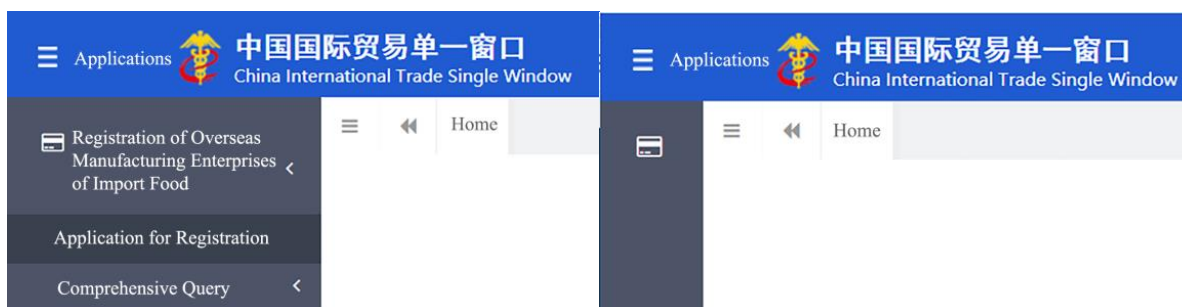 Applications
中国国际贸易单一窗口
China International Trade Single Window
Registration of Overseas
Manufacturing Enterprises
of Import Food
Home
Application for Registration
Comprehensive Query
Applications
中国国际贸易单一窗口
China International Trade Single Window
Home